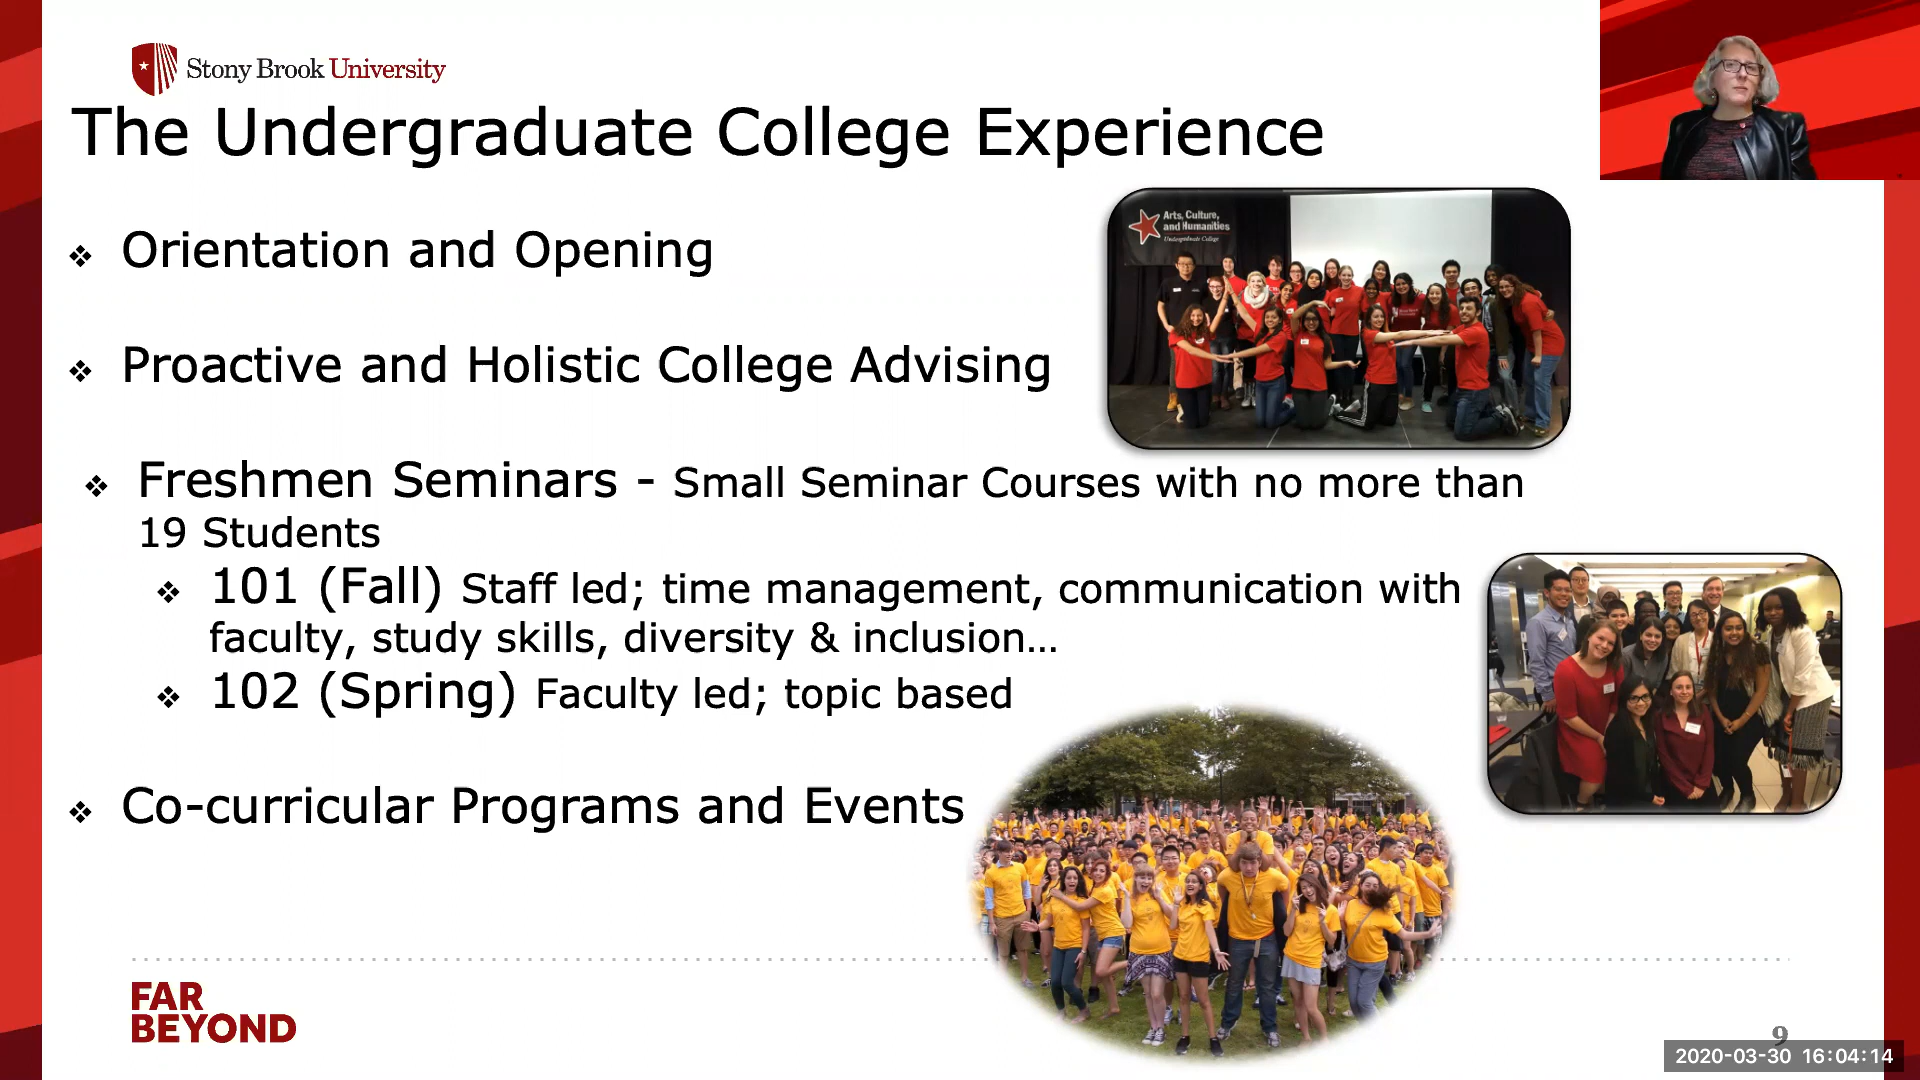 Stony Brook University
The Undergraduate College Experience
Arts, Culture,
and Humanities
Undergraduate College
❖ Orientation and Opening
❖ Proactive and Holistic College Advising
❖ Freshmen Seminars - Small Seminar Courses with no more than
19 Students
❖ 101 (Fall) Staff led; time management, communication with
faculty, study skills, diversity & inclusion...
❖ 102 (Spring) Faculty led; topic based
❖ Co-curricular Programs and Events
FAR
BEYOND
9
2020-03-30 16:04:14